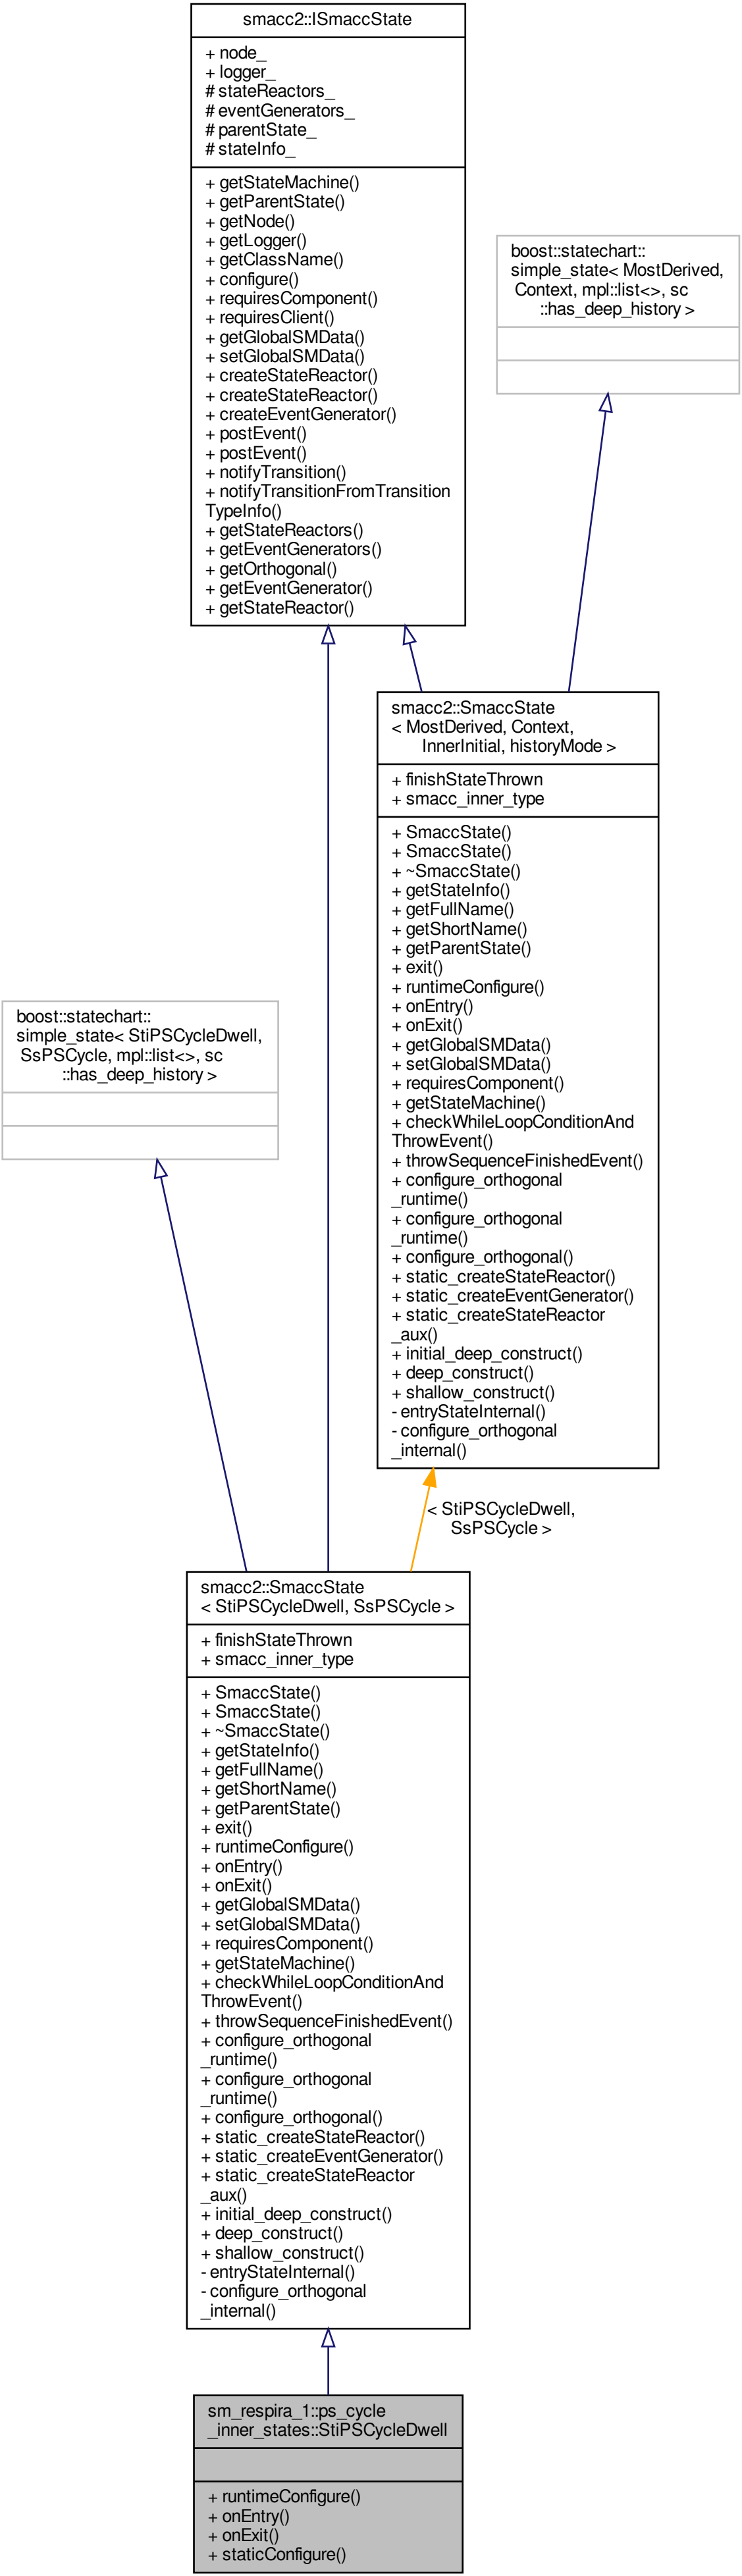 smacc2::ISmaccState
+ node_
+ logger_
# stateReactors_
# eventGenerators_
# parentState_
# stateInfo_
+ getStateMachine()
+ getParentState()
+ getNode()
+ getLogger()
+ getClassName()
+ configure()
+ requiresComponent()
+ requiresClient()
+ getGlobalSMData()
+ setGlobalSMData()
+ createStateReactor()
+ createStateReactor()
+ createEventGenerator()
+ postEvent()
+ postEvent()
+ notifyTransition()
+ notifyTransitionFromTransition
TypeInfo()
+ getStateReactors()
+ getEventGenerators()
+ getOrthogonal()
+ getEventGenerator()
+ getStateReactor()
boost::statechart::
simple_state< MostDerived,
Context, mpl::list<>, sc
::has_deep_history >
smacc2::SmaccState
< MostDerived, Context,
InnerInitial, historyMode >
+ finishStateThrown
+ smacc_inner_type
+ SmaccState()
+ SmaccState()
+ ~SmaccState()
+ getStateInfo()
+ getFullName()
+ getShortName()
+ getParentState()
+ exit()
+ runtimeConfigure()
+ onEntry()
+ onExit()
+ getGlobalSMData()
+ setGlobalSMData()
+ requiresComponent()
+ getStateMachine()
+ checkWhileLoopConditionAnd
ThrowEvent()
+ throwSequenceFinishedEvent()
+ configure_orthogonal
_runtime()
+ configure_orthogonal
_runtime()
+ configure_orthogonal()
+ static_createStateReactor()
+ static_createEventGenerator()
+ static_createStateReactor
_aux()
+ initial_deep_construct()
+ deep_construct()
+ shallow_construct()
- entryStateInternal()
- configure_orthogonal
_internal()
boost::statechart::
simple_state< StiPSCycleDwell,
SsPSCycle, mpl::list<>, sc
::has_deep_history >
< StiPSCycleDwell,
SsPSCycle >
smacc2::SmaccState
< StiPSCycleDwell, SsPSCycle >
+ finishStateThrown
+ smacc_inner_type
+ SmaccState()
+ SmaccState()
+ ~SmaccState()
+ getStateInfo()
+ getFullName()
+ getShortName()
+ getParentState()
+ exit()
+ runtimeConfigure()
+ onEntry()
+ onExit()
+ getGlobalSMData()
+ setGlobalSMData()
+ requiresComponent()
+ getStateMachine()
+ checkWhileLoopConditionAnd
ThrowEvent()
+ throwSequenceFinishedEvent()
+ configure_orthogonal
_runtime()
+ configure_orthogonal
_runtime()
+ configure_orthogonal()
+ static_createStateReactor()
+ static_createEventGenerator()
+ static_createStateReactor
_aux()
+ initial_deep_construct()
+ deep_construct()
+ shallow_construct()
- entryStateInternal()
- configure_orthogonal
_internal()
sm_respira_1::ps_cycle
_inner_states::StiPSCycleDwell
+ runtimeConfigure()
+ onEntry()
+ onExit()
+ staticConfigure()